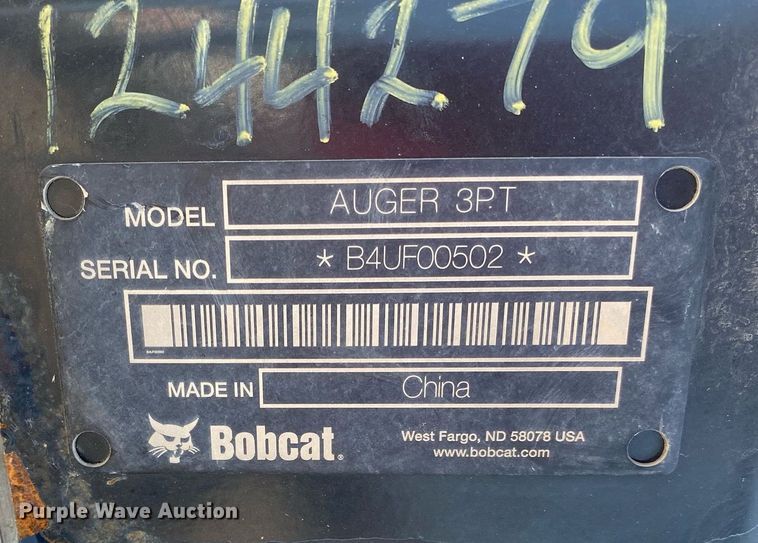 1244279
MODEL AUGER 3P.T
SERIAL NO. * B4UF00502 *
MADE IN China
Bobcat®
West Fargo, ND 58078 USA
www.bobcat.com
Purple Wave Auction